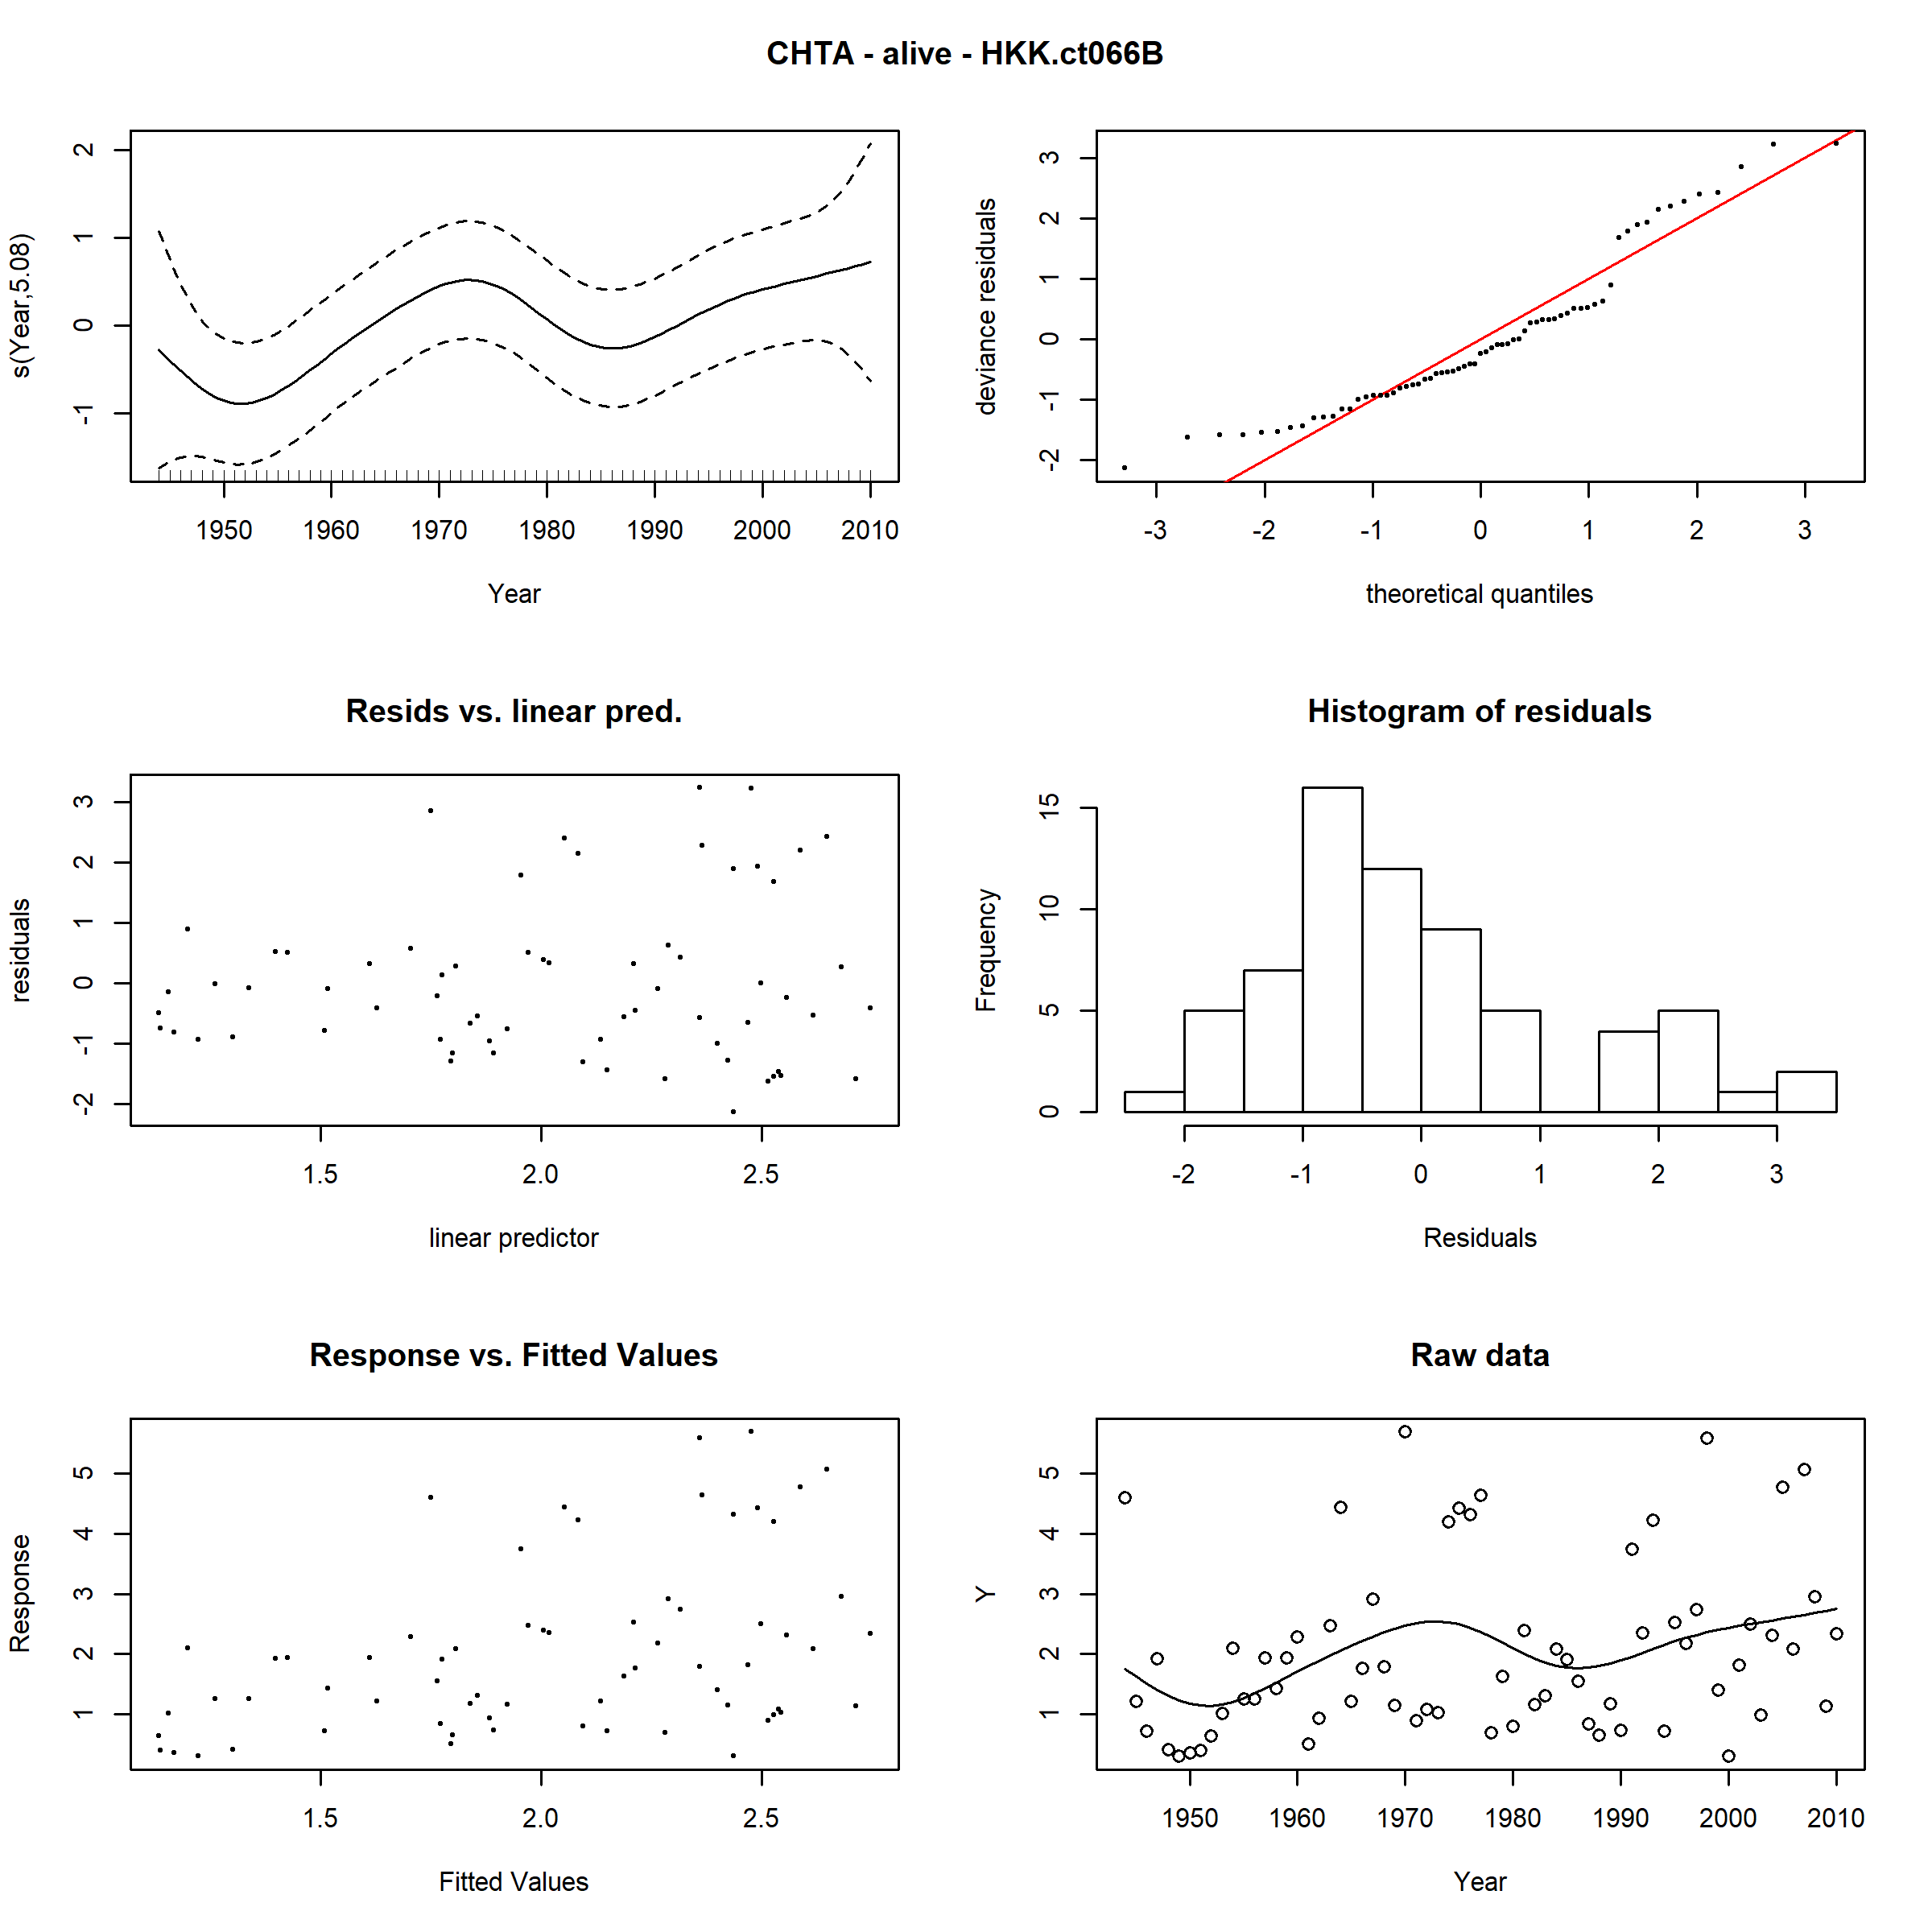 CHTA - alive - HKK.ct066B
s(Year,5.08)
2
1
0
-1
1950 1960 1970 1980 1990 2000 2010
Year
deviance residuals
3
2
1
0
-1
-2
-3 -2 -1 0 1 2 3
theoretical quantiles
Resids vs. linear pred.
residuals
3
2
1
0
-1
-2
1.5 2.0 2.5
linear predictor
Histogram of residuals
Frequency
15
10
5
0
-2 -1 0 1 2 3
Residuals
Response vs. Fitted Values
Response
5
4
3
2
1
1.5 2.0 2.5
Fitted Values
Raw data
Y
5
4
3
2
1
1950 1960 1970 1980 1990 2000 2010
Year